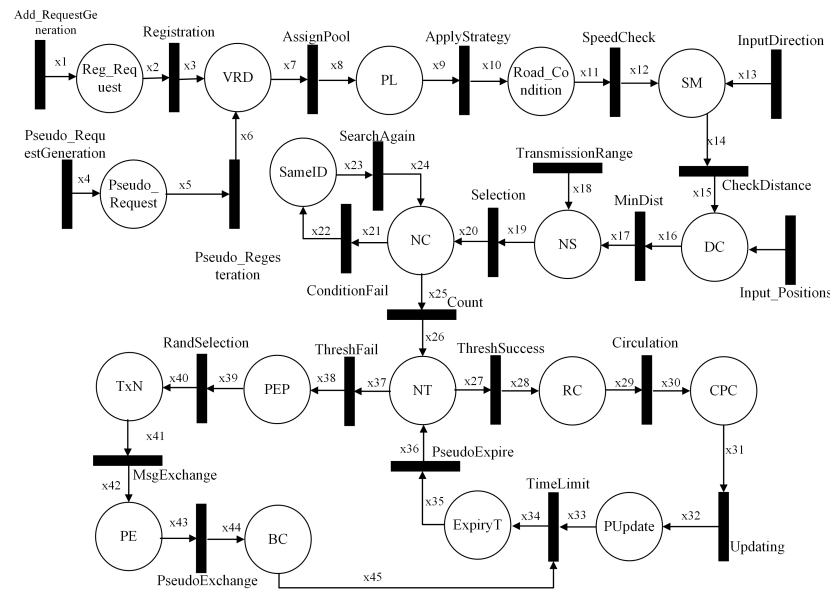 Add_RequestGe
neration
Registration
AssignPool
ApplyStrategy
SpeedCheck
InputDirection
x1
Reg_Req
uest
x2
x3
VRD
x7
x8
PL
x9
x10
Road_Co
ndition
x11
x12
SM
x13
x6
x14
Pseudo_Requ
estGeneration
SearchAgain
TransmissionRange
CheckDistance
x4
Pseudo_
Request
x5
SameID
x23
x24
x18
x15
Selection
MinDist
Pseudo_Reges
teration
x22
x21
NC
x20
x19
NS
x17
x16
DC
ConditionFail
Input_Positions
x25
Count
x26
RandSelection
ThreshFail
ThreshSuccess
Circulation
TxN
x40
x39
PEP
x38
x37
NT
x27
x28
RC
x29
x30
CPC
x41
x36
PseudoExpire
x31
MsgExchange
x42
TimeLimit
x35
PE
x43
x44
BC
ExpiryT
x34
x33
PUpdate
x32
Updating
PseudoExchange
x45